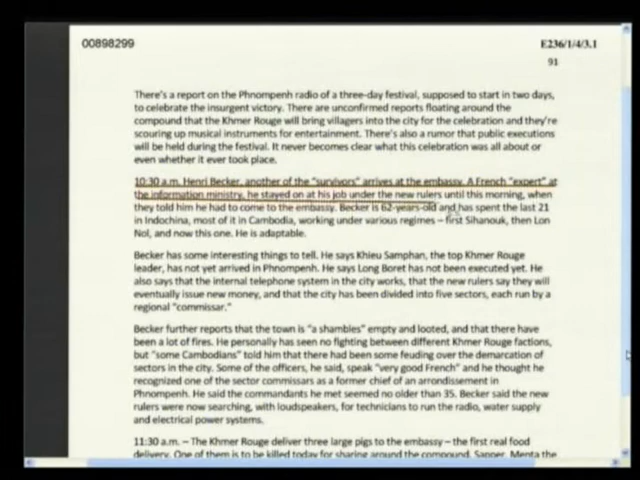 00898299
E236/1/4/3.1
91
There's a report on the Phnompenh radio of a three-day festival, supposed to start in two days,
to celebrate the insurgent victory. There are unconfirmed reports floating around the
compound that the Khmer Rouge will bring villagers into the city for the celebration and they're
scouring up musical instruments for entertainment. There's also a rumor that public executions
will be held during the festival. It never becomes clear what this celebration was all about or
even whether it ever took place.
10:30 a.m. Henri Becker, another of the "survivors" arrives at the embassy. A French "expert" at
the information ministry, he stayed on at his job under the new rulers until this morning, when
they told him he had to come to the embassy. Becker is 62-years-old and has spent the last 21
in Indochina, most of it in Cambodia, working under various regimes – first Sihanouk, then Lon
Nol, and now this one. He is adaptable.
Becker has some interesting things to tell. He says Khieu Samphan, the top Khmer Rouge
leader, has not yet arrived in Phnompenh. He says Long Boret has not been executed yet. He
also says that the internal telephone system in the city works, that the new rulers say they will
eventually issue new money, and that the city has been divided into five sectors, each run by a
regional "commissar."
Becker further reports that the town is "a shambles" empty and looted, and that there have
been a lot of fires. He personally has seen no fighting between different Khmer Rouge factions,
but "some Cambodians" told him that there had been some feuding over the demarcation of
sectors in the city. Some of the officers, he said, speak "very good French" and he thought he
recognized one of the sector commissars as a former chief of an arrondissement in
Phnompenh. He said the commandants he met seemed no older than 35. Becker said the new
rulers were now searching, with loudspeakers, for technicians to run the radio, water supply
and electrical power systems.
11:30 a.m. – The Khmer Rouge deliver three large pigs to the embassy – the first real food
delivery. One of them is to be killed today for sharing around the compound. Sapper, Menta the